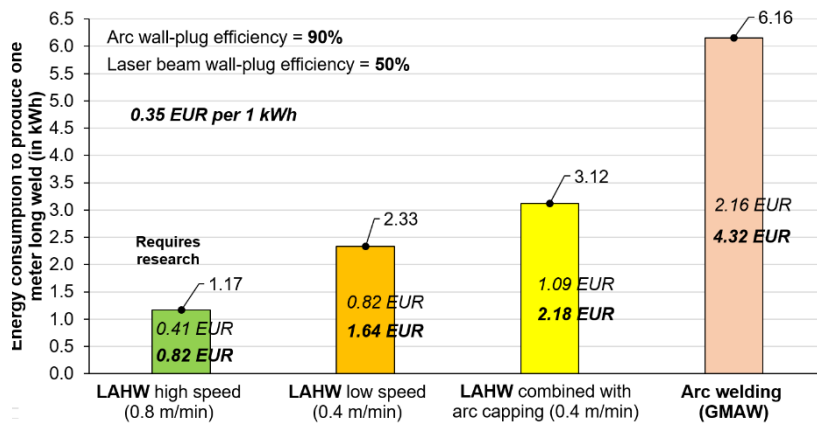 Energy consumption to produce one
meter long weld (in kWh)
6.5
6.0
5.5
5.0
4.5
4.0
3.5
3.0
2.5
2.0
1.5
1.0
0.5
0.0
Arc wall-plug efficiency = 90%
Laser beam wall-plug efficiency = 50%
0.35 EUR per 1 kWh
Requires
research
1.17
0.41 EUR
0.82 EUR
2.33
0.82 EUR
1.64 EUR
3.12
1.09 EUR
2.18 EUR
6.16
2.16 EUR
4.32 EUR
LAHW high speed
(0.8 m/min)
LAHW low speed
(0.4 m/min)
LAHW combined with
arc capping (0.4 m/min)
Arc welding
(GMAW)